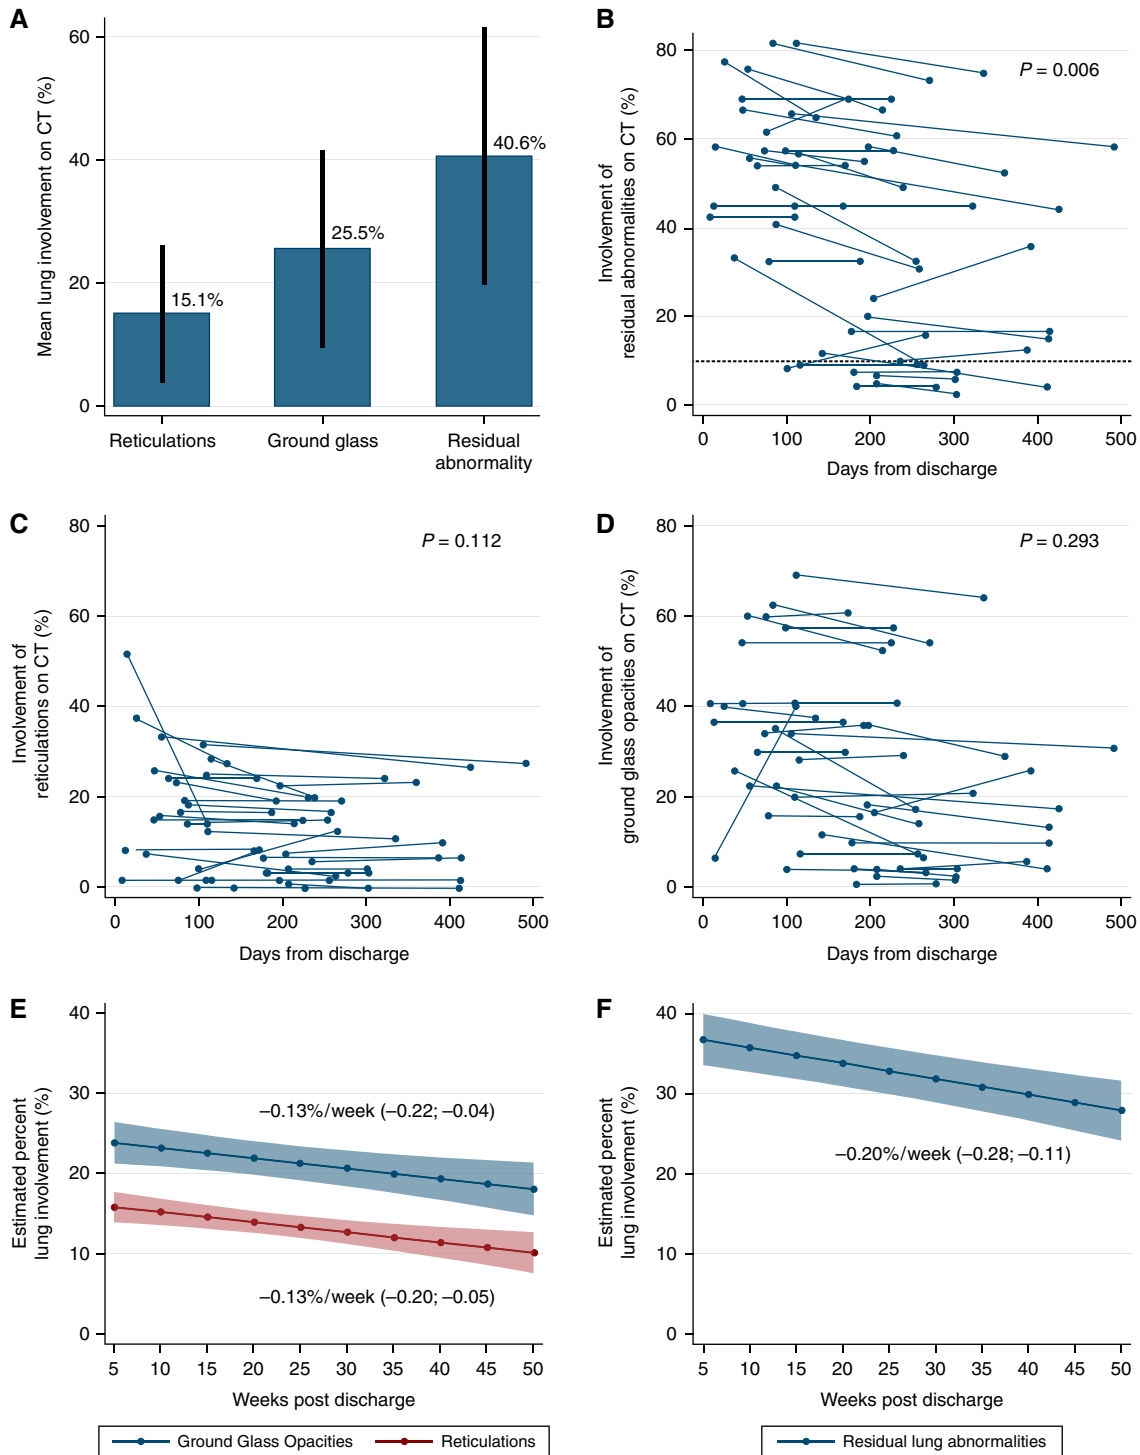 A
Mean lung involvement on CT (%)
60
40
20
0
15.1%
25.5%
40.6%
Reticulations
Ground glass
Residual
abnormality
B
Involvement of
residual abnormalities on CT (%)
80
60
40
20
0
P = 0.006
0 100 200 300 400 500
Days from discharge
C
Involvement of
reticulations on CT (%)
80
60
40
20
0
P = 0.112
0 100 200 300 400 500
Days from discharge
D
Involvement of
ground glass opacities on CT (%)
80
60
40
20
0
P = 0.293
0 100 200 300 400 500
Days from discharge
E
Estimated percent
lung involvement (%)
40
30
20
10
0
–0.13%/week (–0.22; –0.04)
–0.13%/week (–0.20; –0.05)
5 10 15 20 25 30 35 40 45 50
Weeks post discharge
Ground Glass Opacities Reticulations
F
Estimated percent
lung involvement (%)
40
30
20
10
0
–0.20%/week (–0.28; –0.11)
5 10 15 20 25 30 35 40 45 50
Weeks post discharge
Residual lung abnormalities